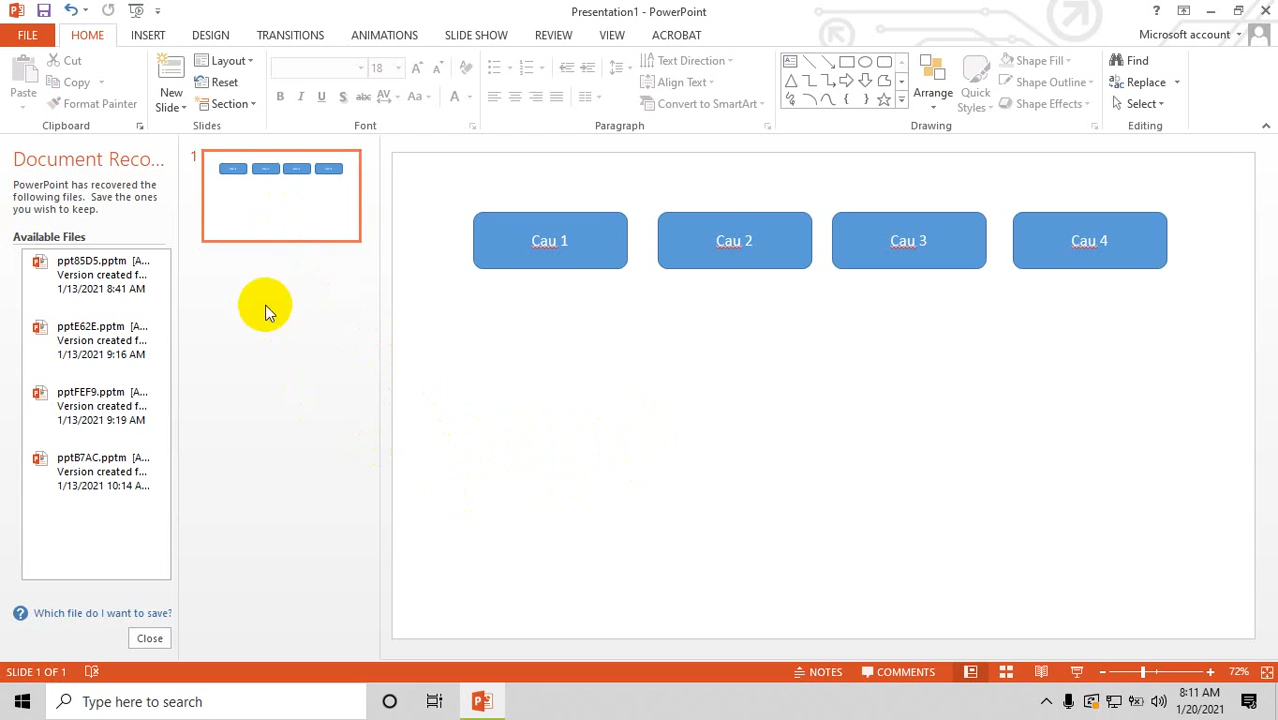 Presentation1 - PowerPoint
FILE HOME INSERT DESIGN TRANSITIONS ANIMATIONS SLIDE SHOW REVIEW VIEW ACROBAT Microsoft account
Paste
Cut
Copy
Format Painter
Clipboard
New
Slide
Layout
Reset
Section
Slides
18
B I U S abc AV Aa A
Font
Paragraph
Text Direction
Align Text
Convert to SmartArt
Arrange
Quick
Styles
Shape Fill
Shape Outline
Shape Effects
Drawing
Find
Replace
Select
Editing
Document Reco...
PowerPoint has recovered the
following files. Save the ones
you wish to keep.
Available Files
ppt85D5.pptm [A...
Version created f...
1/13/2021 8:41 AM
pptE62E.pptm [A...
Version created f...
1/13/2021 9:16 AM
pptFEF9.pptm [A...
Version created f...
1/13/2021 9:19 AM
pptB7AC.pptm [A...
Version created f...
1/13/2021 10:14 A...
Which file do I want to save?
Close
1
Cau 1
Cau 2
Cau 3
Cau 4
SLIDE 1 OF 1
NOTES
COMMENTS
72%
Type here to search
8:11 AM
1/20/2021